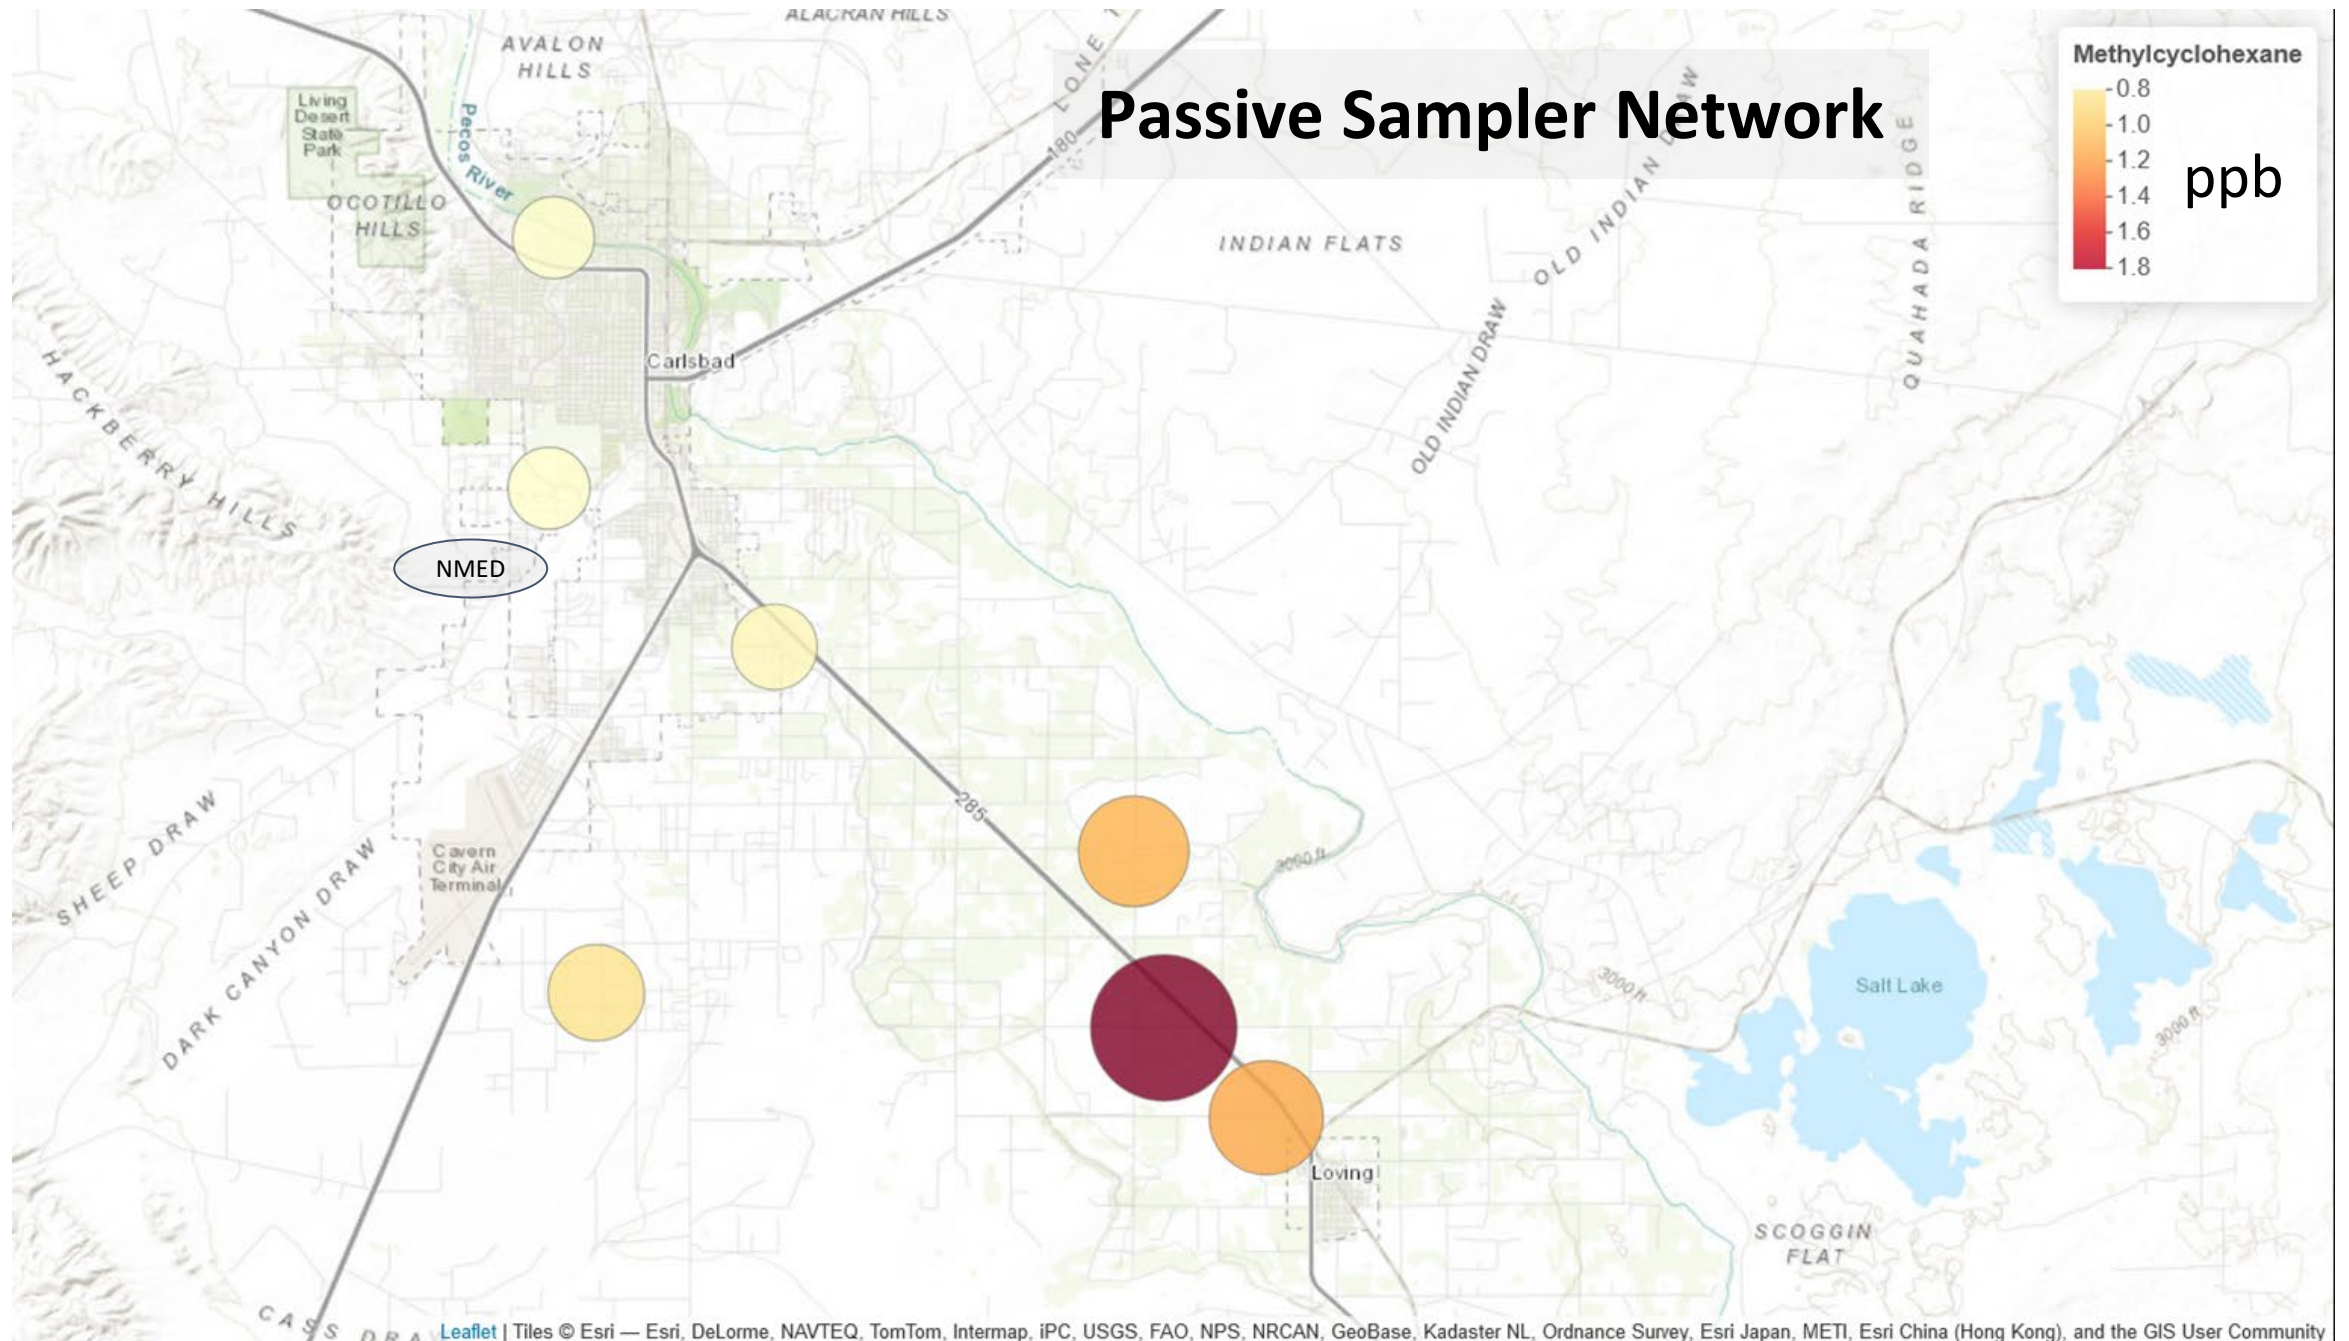 ALACRAN HILLS
AVALON
HILLS
LONE
Passive Sampler Network
Methylcyclohexane
0.8
1.0
1.2
1.4
1.6
1.8
ppb
Living
Desert
State
Park
Pecos River
180
OCOTILLO
HILLS
INDIAN FLATS
OLD INDIAN DRAW
QUAHADA RIDGE
OLD INDIAN DRAW
Carlsbad
HACKBERRY HILLS
NMED
285
SHEEP DRAW
DARK CANYON DRAW
Cavern
City Air
Terminal
3000 ft
3000 ft
Salt Lake
3000 ft
Loving
SCOGGIN
FLAT
CASS DRA
Leaflet | Tiles © Esri — Esri, DeLorme, NAVTEQ, TomTom, Intermap, iPC, USGS, FAO, NPS, NRCAN, GeoBase, Kadaster NL, Ordnance Survey, Esri Japan, METI, Esri China (Hong Kong), and the GIS User Community